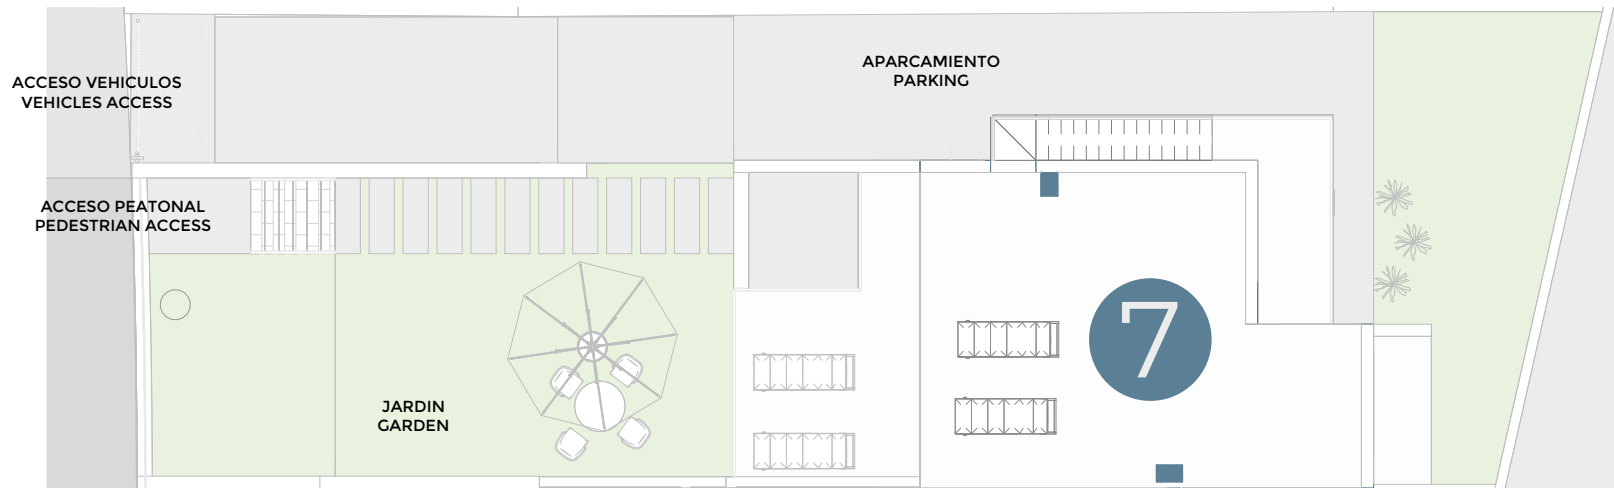 ACCESO VEHICULOS
VEHICLES ACCESS
APARCAMIENTO
PARKING
ACCESO PEATONAL
PEDESTRIAN ACCESS
7
JARDIN
GARDEN